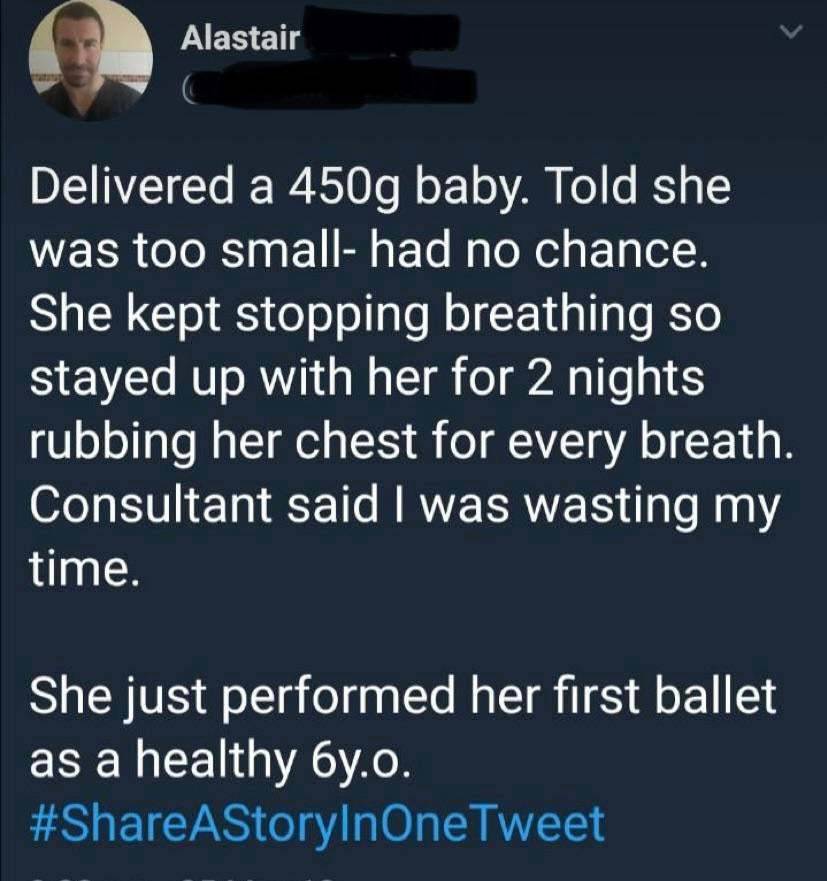 Alastair
Delivered a 450g baby. Told she
was too small- had no chance.
She kept stopping breathing so
stayed up with her for 2 nights
rubbing her chest for every breath.
Consultant said I was wasting my
time.
She just performed her first ballet
as a healthy 6y.o.
#ShareAStoryInOneTweet